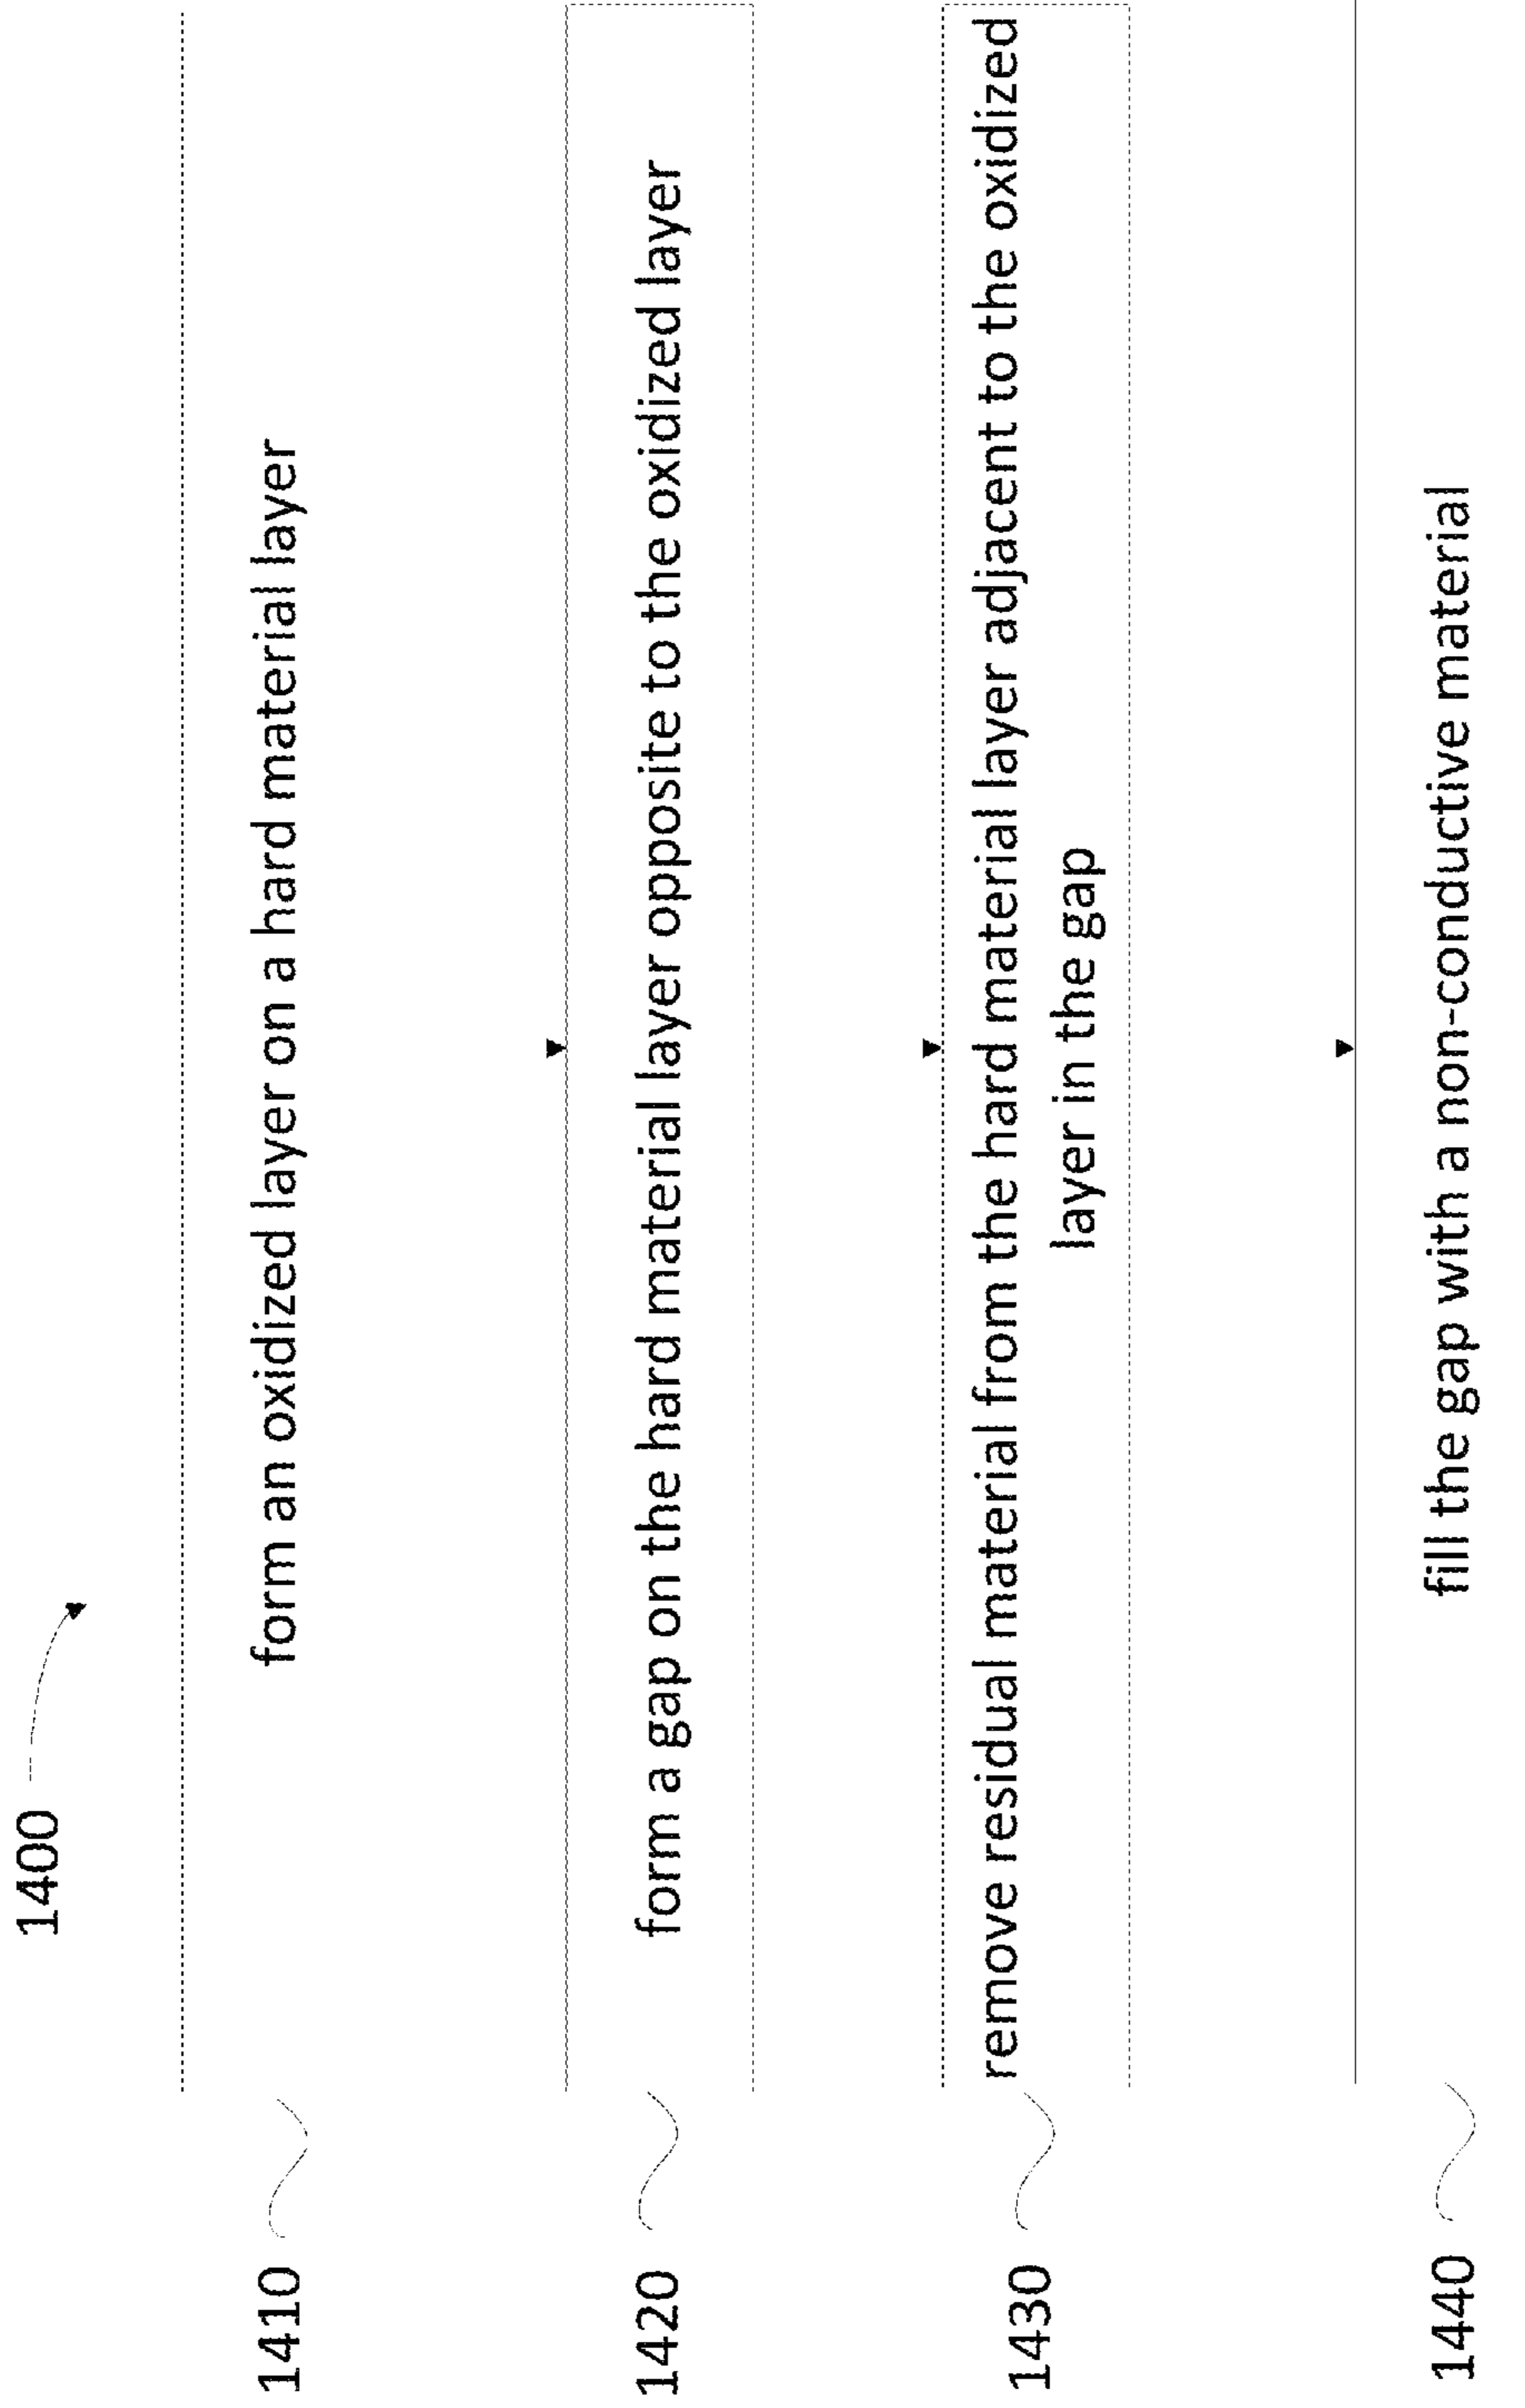 1400
1410
form an oxidized layer on a hard material layer
1420
form a gap on the hard material layer opposite to the oxidized layer
1430
remove residual material from the hard material layer adjacent to the oxidized
layer in the gap
1440
fill the gap with a non-conductive material